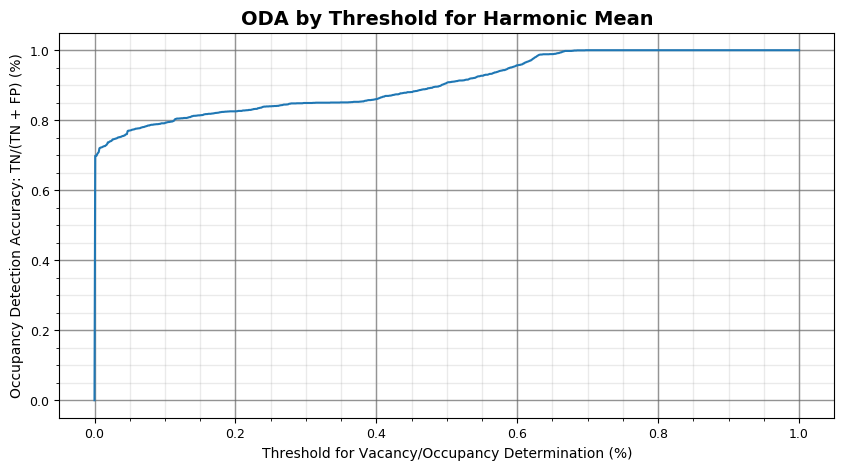 ODA by Threshold for Harmonic Mean
Occupancy Detection Accuracy: TN/(TN + FP) (%)
1.0
0.8
0.6
0.4
0.2
0.0
0.0 0.2 0.4 0.6 0.8 1.0
Threshold for Vacancy/Occupancy Determination (%)